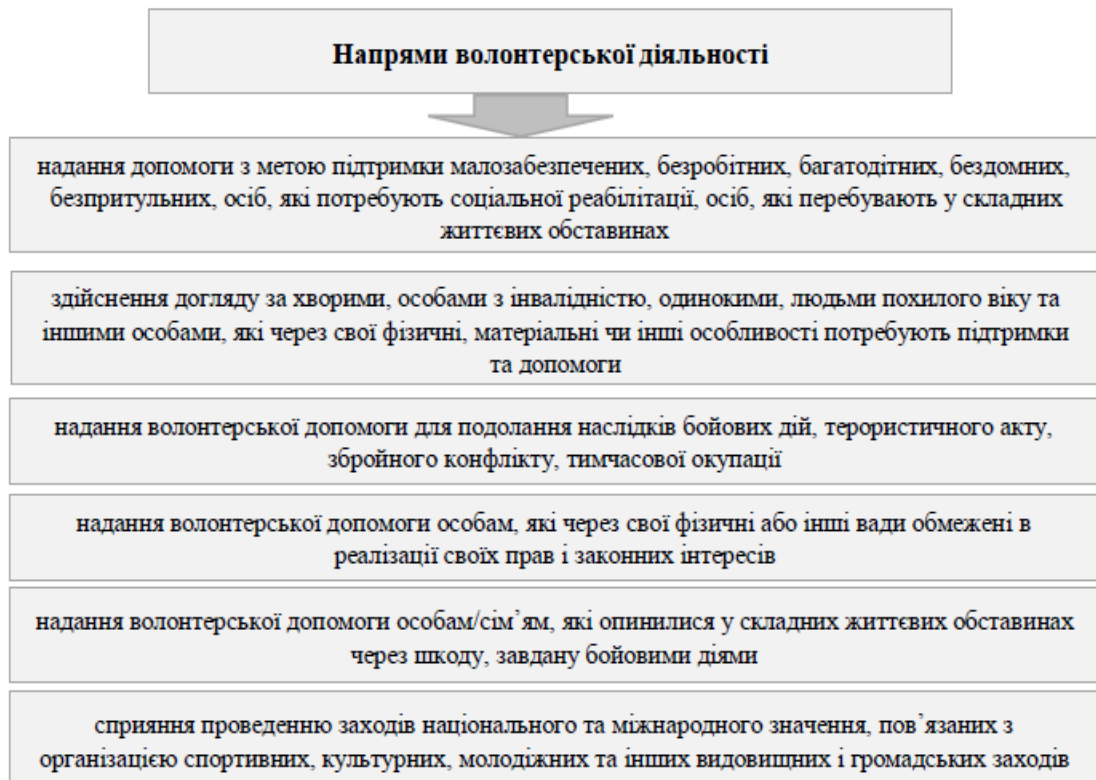 Напрями волонтерської діяльності
надання допомоги з метою підтримки малозабезпечених, безробітних, багатодітних, бездомних,
безпритульних, осіб, які потребують соціальної реабілітації, осіб, які перебувають у складних
життєвих обставинах
здійснення догляду за хворими, особами з інвалідністю, одинокими, людьми похилого віку та
іншими особами, які через свої фізичні, матеріальні чи інші особливості потребують підтримки
та допомоги
надання волонтерської допомоги для подолання наслідків бойових дій, терористичного акту,
збройного конфлікту, тимчасової окупації
надання волонтерської допомоги особам, які через свої фізичні або інші вади обмежені в
реалізації своїх прав і законних інтересів
надання волонтерської допомоги особам/сім’ям, які опинилися у складних життєвих обставинах
через шкоду, завдану бойовими діями
сприяння проведенню заходів національного та міжнародного значення, пов’язаних з
організацією спортивних, культурних, молодіжних та інших видовищних і громадських заходів